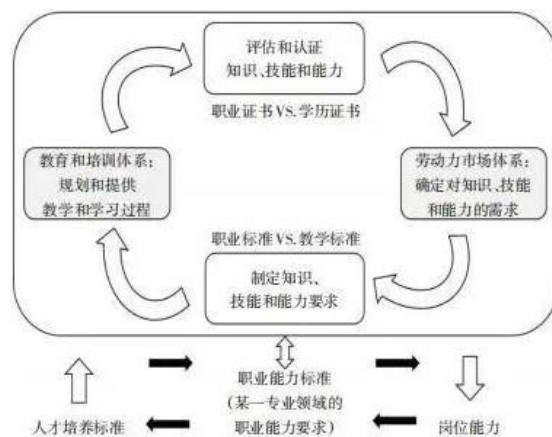 评估和认证
知识、技能和能力
职业证书VS.学历证书
教育和培训体系：
规划和提供
教学和学习过程
劳动力市场体系：
确定对知识、技能
和能力的需求
职业标准VS.教学标准
制定知识、
技能和能力要求
职业能力标准
（某一专业领域的
职业能力要求）
人才培养标准
岗位能力